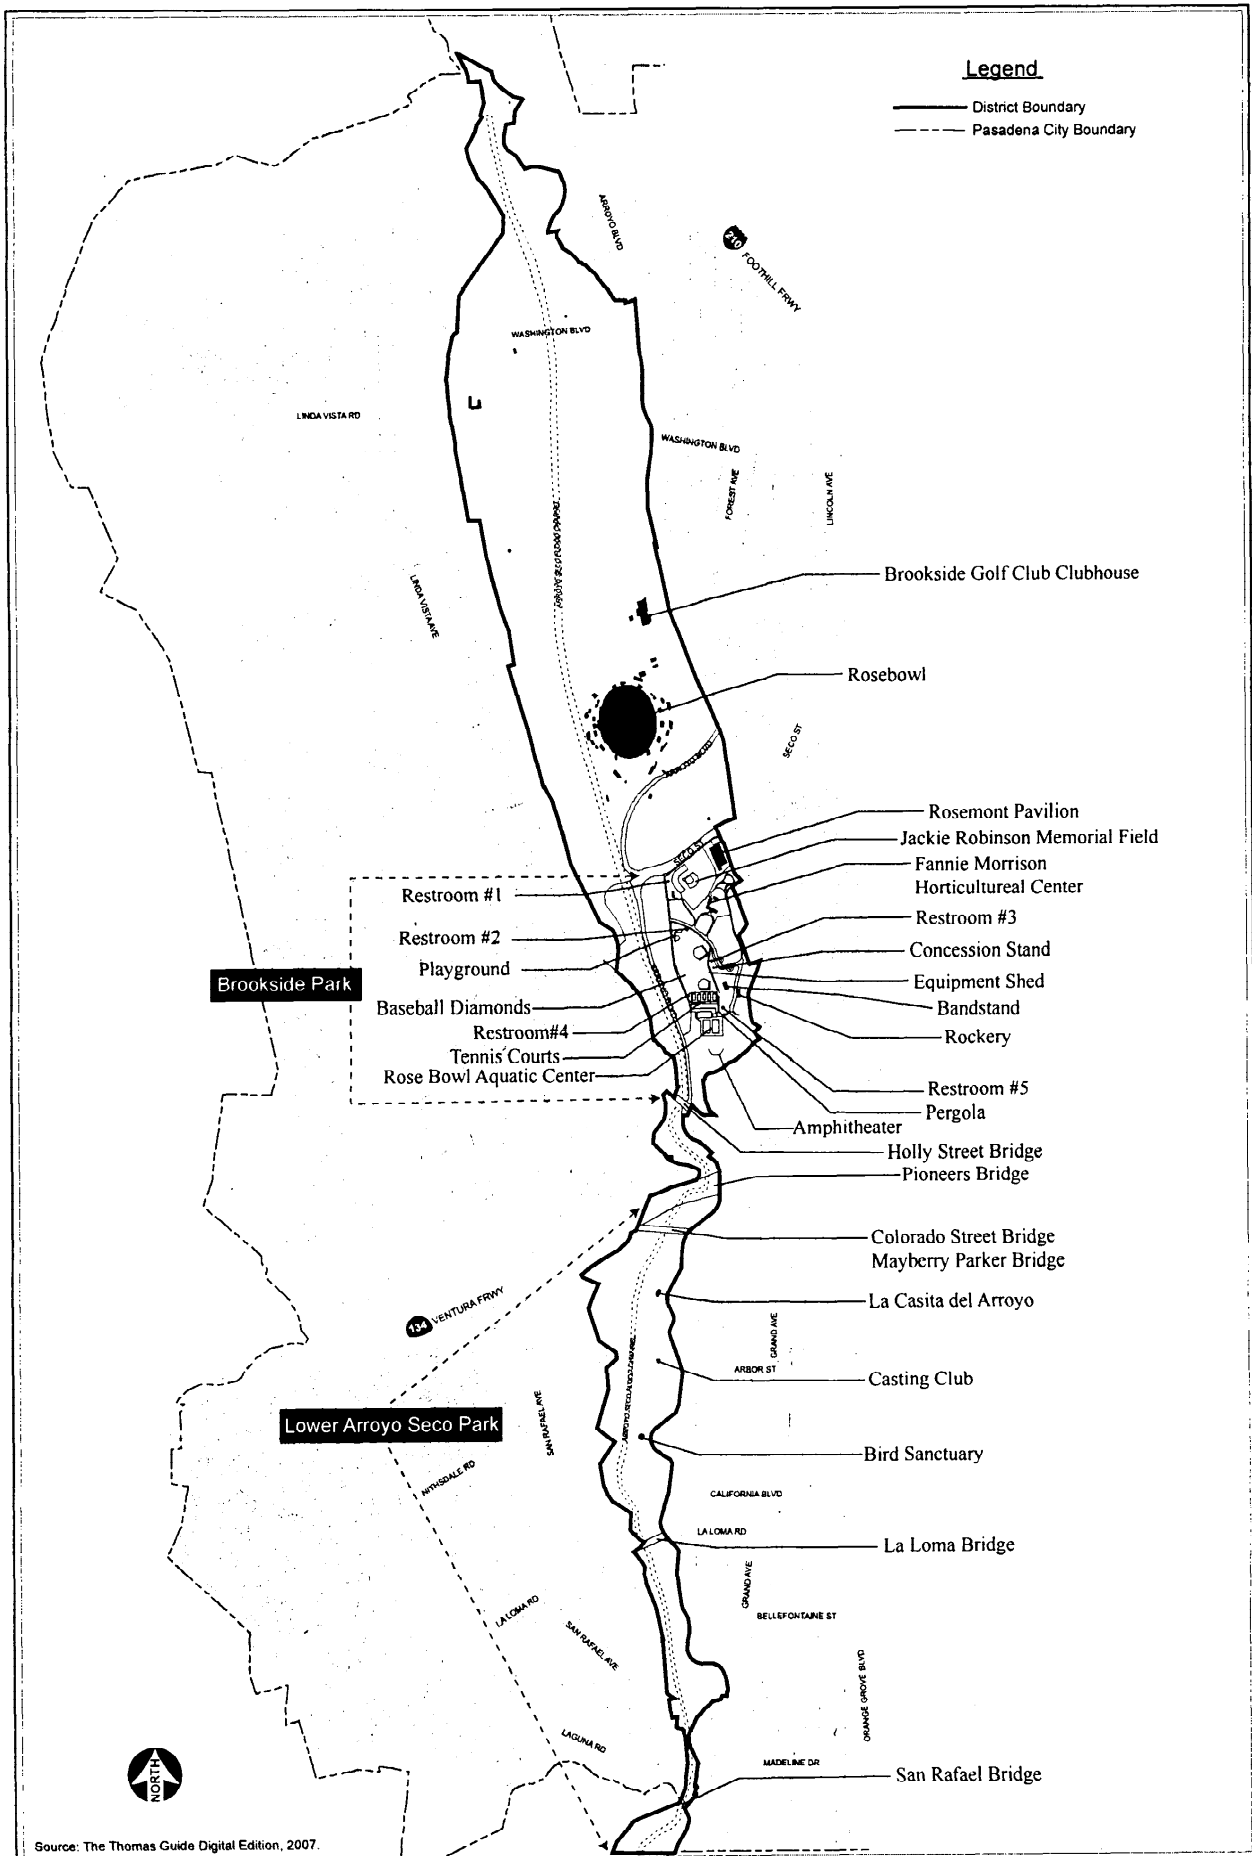 Legend
District Boundary
Pasadena City Boundary
ARROYO BLVD
210 FOOTHILL FRWY
WASHINGTON BLVD
LINDA VISTA RD
WASHINGTON BLVD
FOREST AVE
LINCOLN AVE
Brookside Golf Club Clubhouse
LINDA VISTA AVE
Rosebowl
SECO ST
Rosemont Pavilion
Jackie Robinson Memorial Field
SECO ST
Fannie Morrison
Horticultureal Center
Restroom #1
Restroom #3
Restroom #2
Concession Stand
Playground
Equipment Shed
Brookside Park
Baseball Diamonds
Bandstand
Restroom#4
Rockery
Tennis Courts
Rose Bowl Aquatic Center
Restroom #5
Pergola
Amphitheater
Holly Street Bridge
Pioneers Bridge
Colorado Street Bridge
Mayberry Parker Bridge
La Casita del Arroyo
134 VENTURA FRWY
GRAND AVE
ARBOR ST
Casting Club
Lower Arroyo Seco Park
SAN RAFAEL AVE
Bird Sanctuary
NITHSDALE RD
CALIFORNIA BLVD
LA LOMA RD
La Loma Bridge
GRAND AVE
LA LOMA RD
BELLEFONTAINE ST
SAN RAFAEL AVE
ORANGE GROVE BLVD
LAGUNA RD
MADELINE DR
San Rafael Bridge
NORTH
Source: The Thomas Guide Digital Edition, 2007.